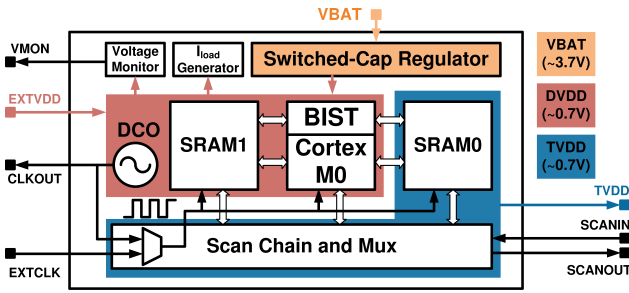 VBAT
VMON
Voltage
Monitor
Iload
Generator
Switched-Cap Regulator
VBAT
(~3.7V)
EXTVDD
DCO
SRAM1
BIST
Cortex
M0
SRAM0
DVDD
(~0.7V)
CLKOUT
TVDD
(~0.7V)
TVDD
SCANIN
Scan Chain and Mux
EXTCLK
SCANOUT